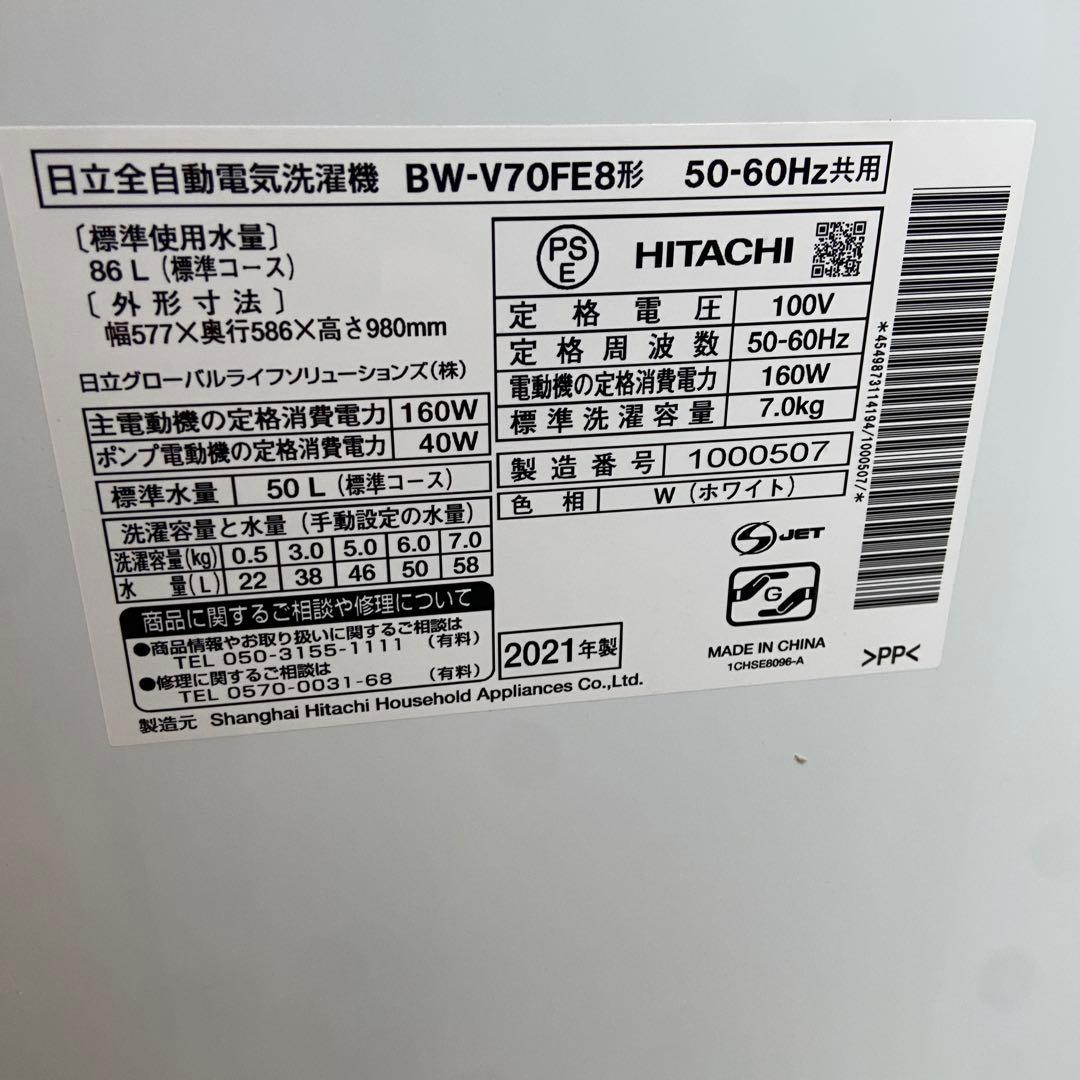 日立全自動電気洗濯機 BW-V70FE8形 50-60Hz共用
〔標準使用水量〕
86 L (標準コース)
〔外形寸法〕
幅577×奥行586×高さ980mm
日立グローバルライフソリューションズ(株)
主電動機の定格消費電力 160W
ポンプ電動機の定格消費電力 40W
標準水量 50 L (標準コース)
洗濯容量と水量 (手動設定の水量)
洗濯容量(kg) 0.5 3.0 5.0 6.0 7.0
水量(L) 22 38 46 50 58
商品に関するご相談や修理について
●商品情報やお取り扱いに関するご相談は
TEL 050-3155-1111 (有料)
●修理に関するご相談は
TEL 0570-0031-68 (有料)
製造元 Shanghai Hitachi Household Appliances Co.,Ltd.
PS
E
HITACHI
定格電圧 100V
定格周波数 50-60Hz
電動機の定格消費電力 160W
標準洗濯容量 7.0kg
製造番号 1000507
色相 W (ホワイト)
S JET
G
2021年製
MADE IN CHINA
1CHSE8096-A
>PP<
*4549873114194/1000507//*